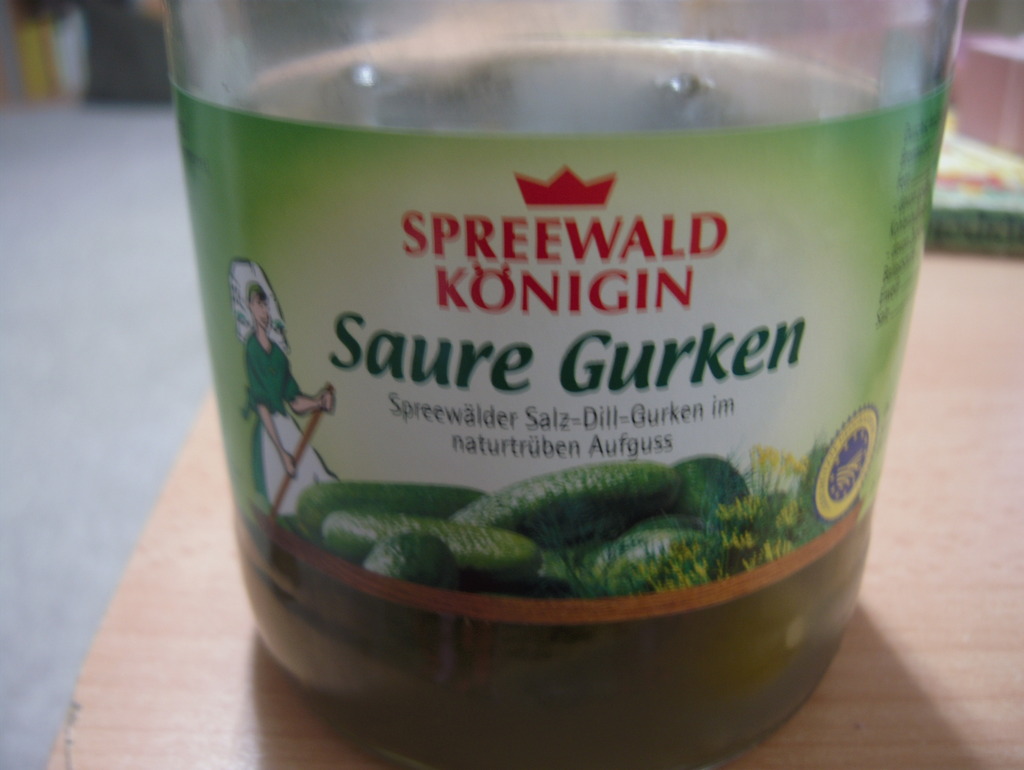 SPREEWALD
KÖNIGIN
Saure Gurken
Spreewälder Salz-Dill-Gurken im
naturtrüben Aufguss